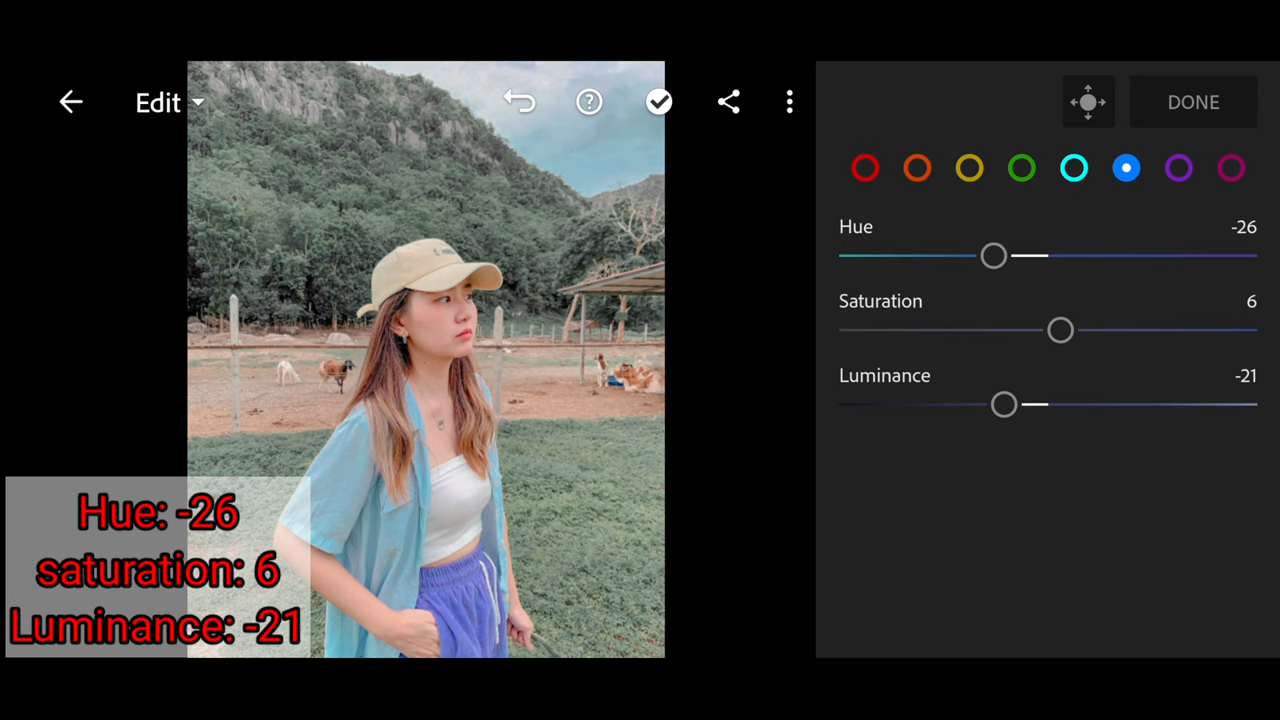 Edit
DONE
Hue -26
Saturation 6
Luminance -21
Hue: -26
saturation: 6
Luminance: -21